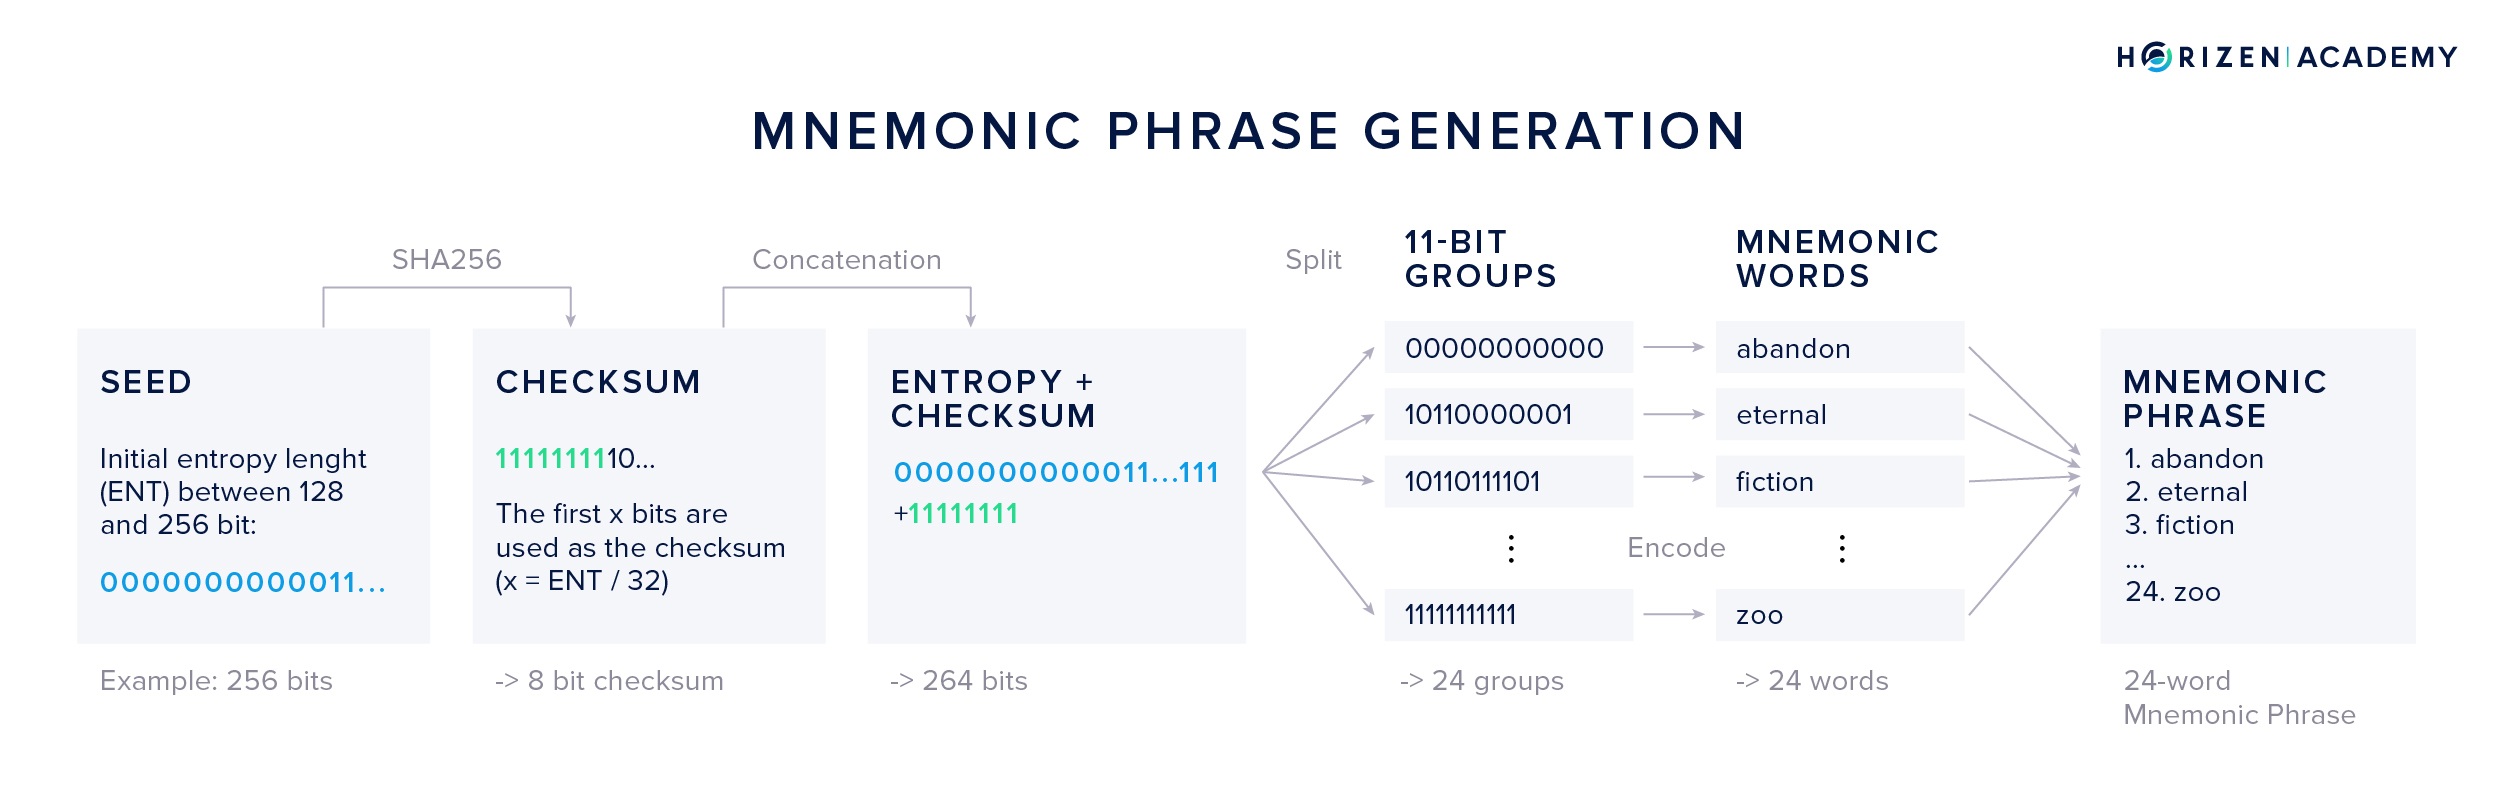 HORIZEN | ACADEMY
MNEMONIC PHRASE GENERATION
SHA256
Concatenation
Split
SEED
Initial entropy lenght
(ENT) between 128
and 256 bit:
0000000000011...
Example: 256 bits
CHECKSUM
1111111110...
The first x bits are
used as the checksum
(x = ENT / 32)
-> 8 bit checksum
ENTROPY +
CHECKSUM
0000000000011...111
+11111111
-> 264 bits
11-BIT
GROUPS
00000000000
10110000001
10110111101
⋮
11111111111
-> 24 groups
Encode
MNEMONIC
WORDS
abandon
eternal
fiction
⋮
zoo
-> 24 words
MNEMONIC
PHRASE
1. abandon
2. eternal
3. fiction
...
24. zoo
24-word
Mnemonic Phrase